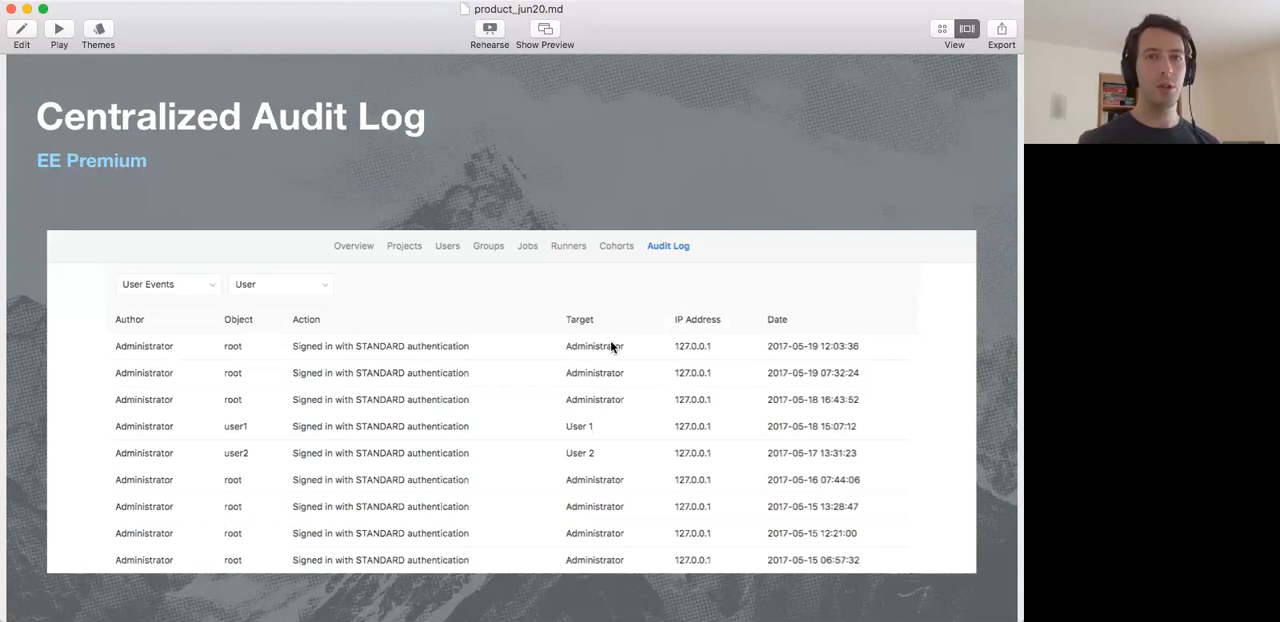 product_jun20.md
Edit Play Themes Rehearse Show Preview View Export
Centralized Audit Log
EE Premium
Overview Projects Users Groups Jobs Runners Cohorts Audit Log
User Events User
Author Object Action Target IP Address Date
Administrator root Signed in with STANDARD authentication Administrator 127.0.0.1 2017-05-19 12:03:36
Administrator root Signed in with STANDARD authentication Administrator 127.0.0.1 2017-05-19 07:32:24
Administrator root Signed in with STANDARD authentication Administrator 127.0.0.1 2017-05-18 16:43:52
Administrator user1 Signed in with STANDARD authentication User 1 127.0.0.1 2017-05-18 15:07:12
Administrator user2 Signed in with STANDARD authentication User 2 127.0.0.1 2017-05-17 13:31:23
Administrator root Signed in with STANDARD authentication Administrator 127.0.0.1 2017-05-16 07:44:06
Administrator root Signed in with STANDARD authentication Administrator 127.0.0.1 2017-05-15 13:28:47
Administrator root Signed in with STANDARD authentication Administrator 127.0.0.1 2017-05-15 12:21:00
Administrator root Signed in with STANDARD authentication Administrator 127.0.0.1 2017-05-15 06:57:32